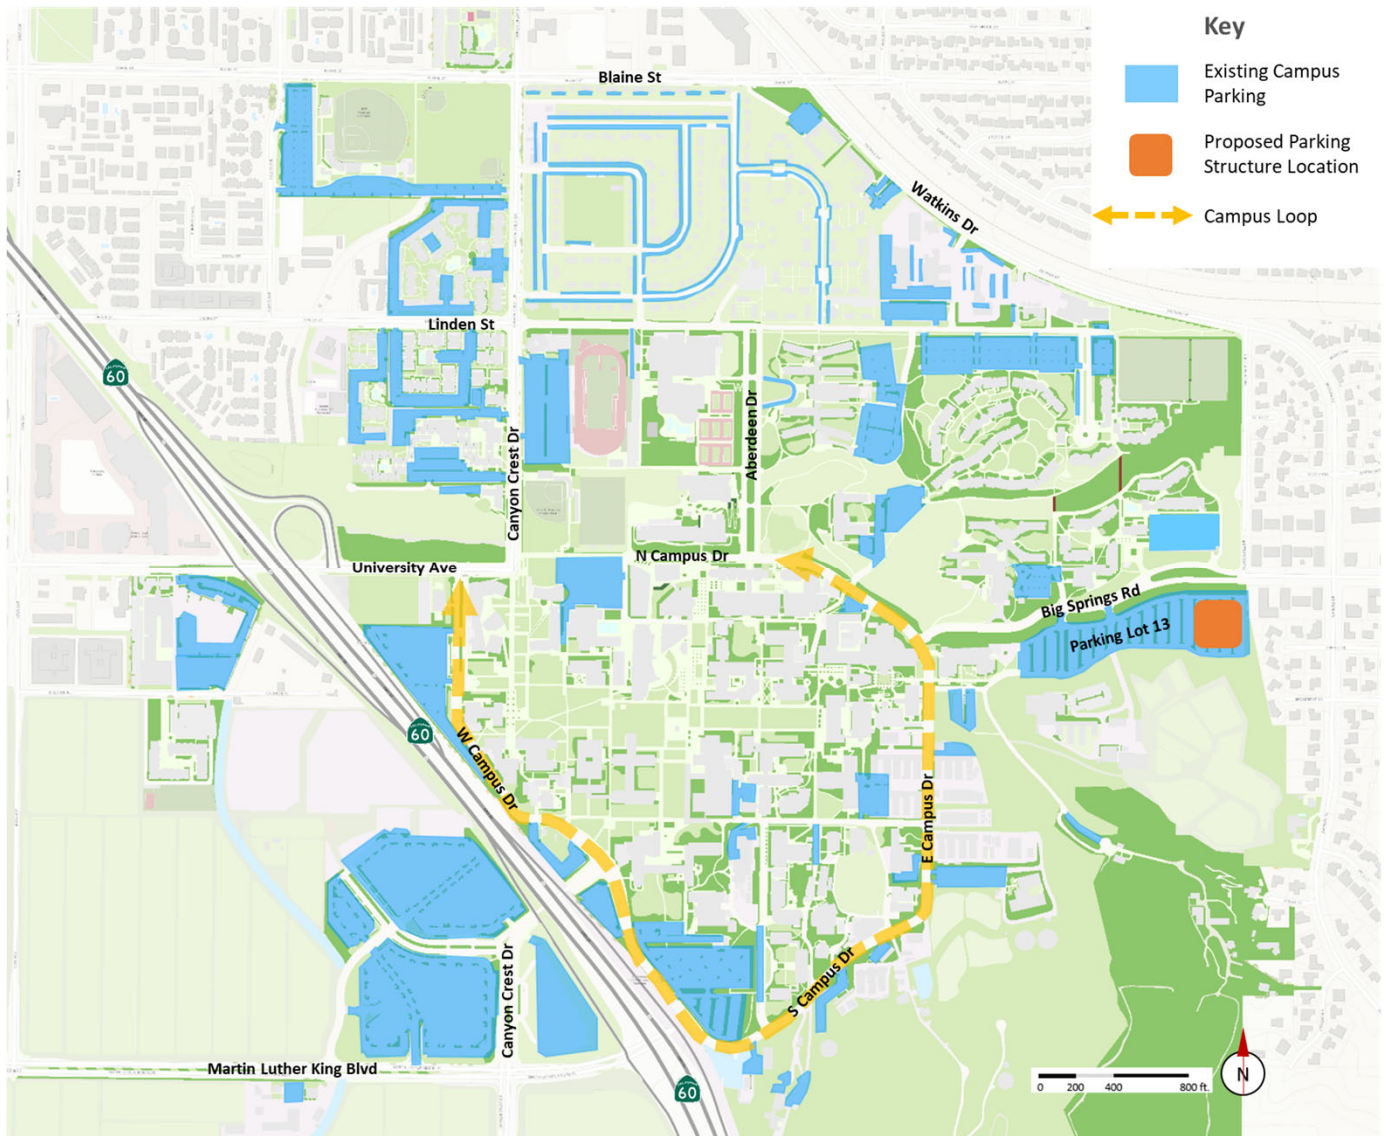 Key
Existing Campus
Parking
Proposed Parking
Structure Location
Campus Loop
Blaine St
Watkins Dr
Linden St
60
Canyon Crest Dr
Aberdeen Dr
N Campus Dr
University Ave
Big Springs Rd
Parking Lot 13
60
W Campus Dr
E Campus Dr
S Campus Dr
Canyon Crest Dr
Martin Luther King Blvd
60
N
0 200 400 800 ft.